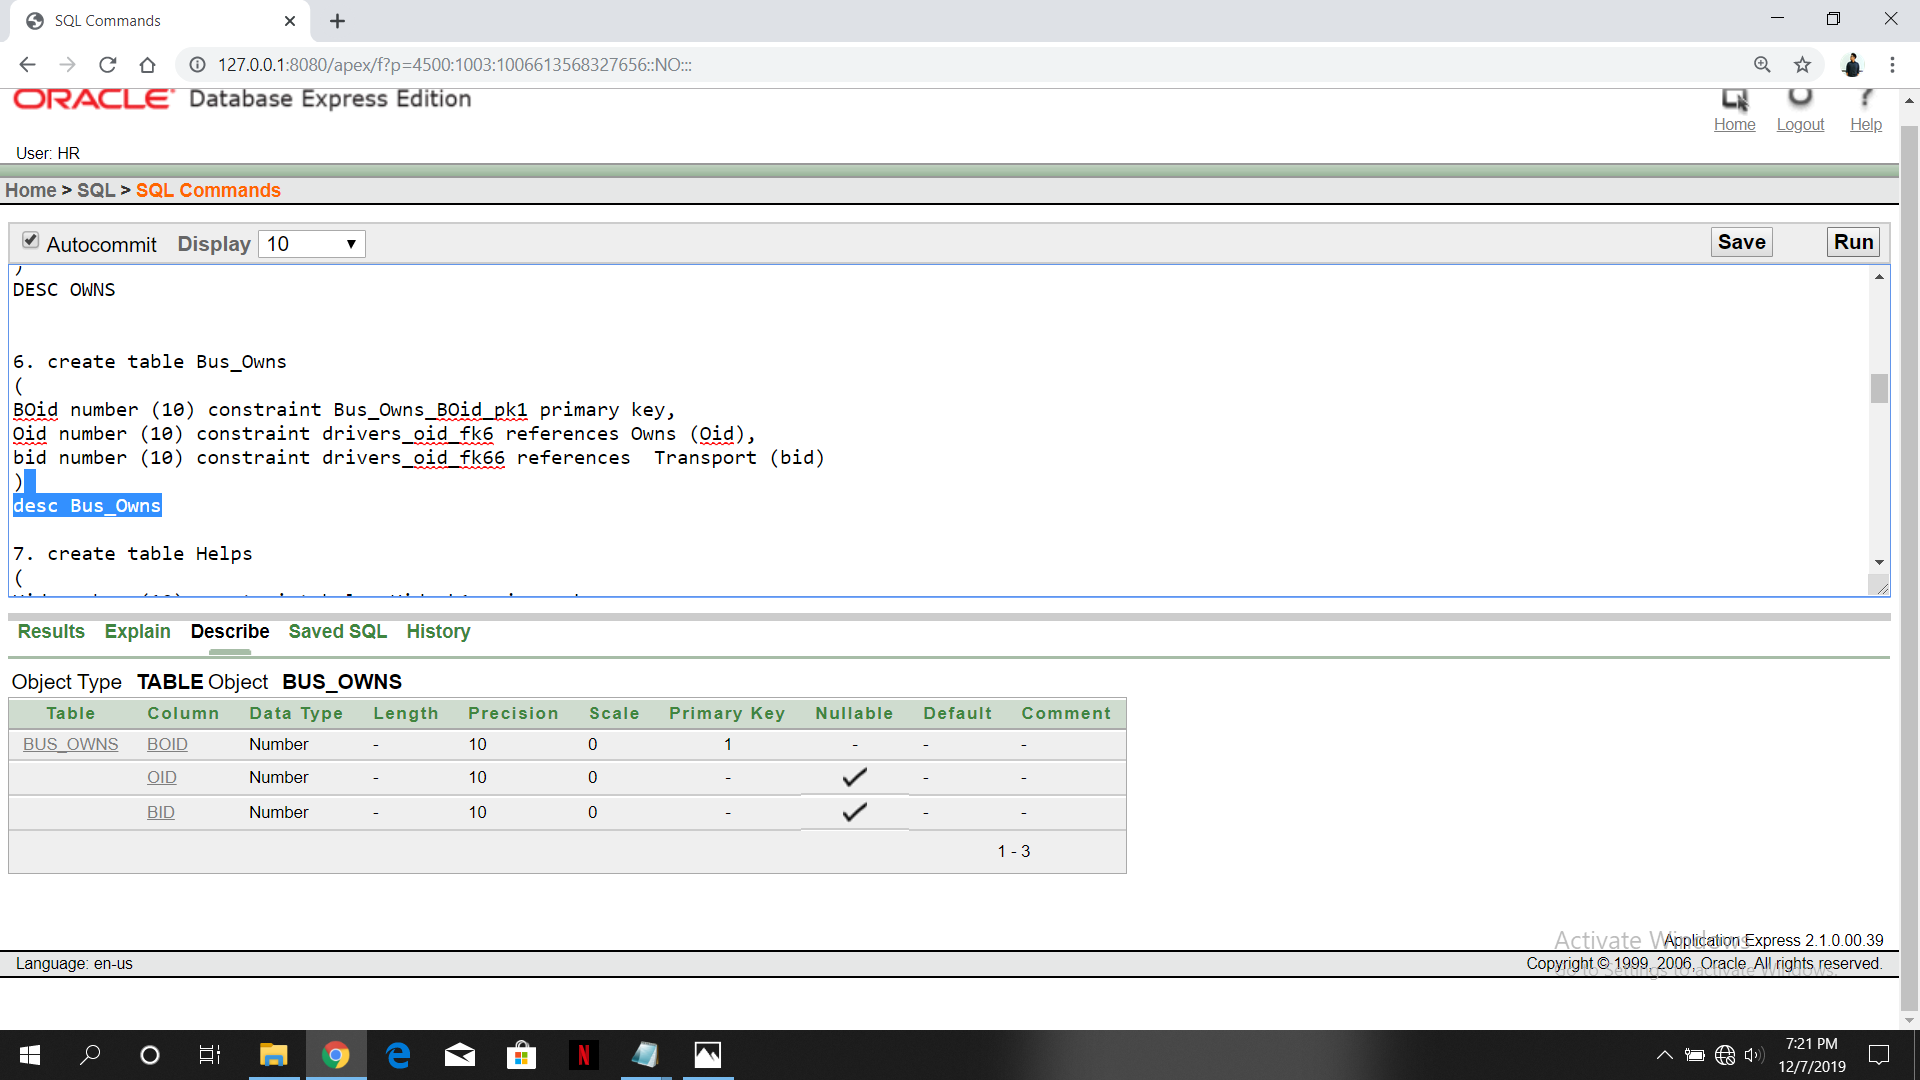 SQL Commands
127.0.0.1:8080/apex/f?p=4500:1003:1006613568327656::NO:::
ORACLE Database Express Edition
Home Logout Help
User: HR
Home > SQL > SQL Commands
Autocommit Display 10 Save Run
)
DESC OWNS
6. create table Bus_Owns
(
BOid number (10) constraint Bus_Owns_BOid_pk1 primary key,
Oid number (10) constraint drivers_oid_fk6 references Owns (Oid),
bid number (10) constraint drivers_oid_fk66 references  Transport (bid)
)
desc Bus_Owns
7. create table Helps
(
Results Explain Describe Saved SQL History
Object Type TABLE Object BUS_OWNS
Table Column Data Type Length Precision Scale Primary Key Nullable Default Comment
BUS_OWNS BOID Number - 10 0 1 - - -
OID Number - 10 0 - - -
BID Number - 10 0 - - -
1 - 3
Activate Windows
Application Express 2.1.0.00.39
Language: en-us
Copyright © 1999, 2006, Oracle. All rights reserved.
Go to Settings to activate Windows.
7:21 PM
12/7/2019